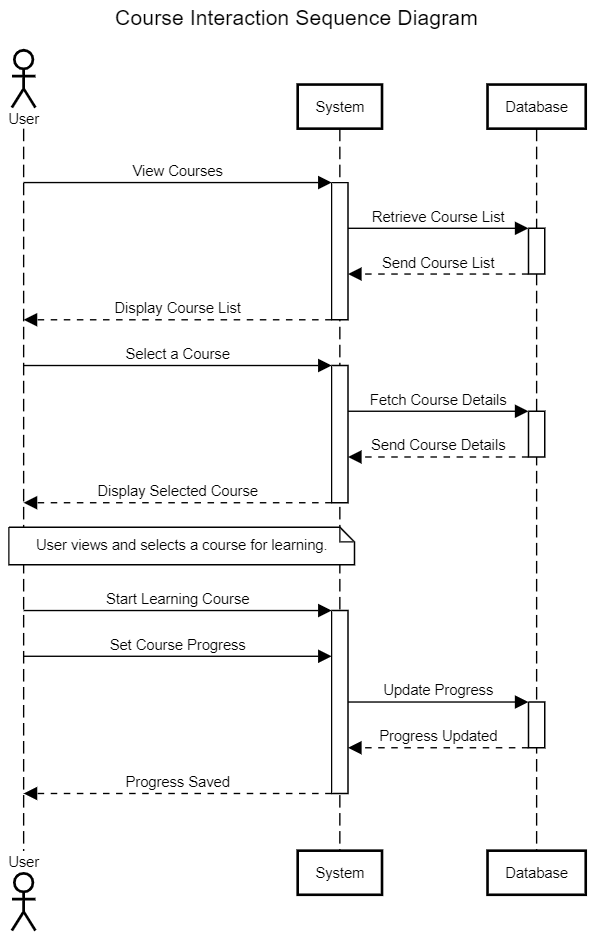 Course Interaction Sequence Diagram
User
System
Database
View Courses
Retrieve Course List
Send Course List
Display Course List
Select a Course
Fetch Course Details
Send Course Details
Display Selected Course
User views and selects a course for learning.
Start Learning Course
Set Course Progress
Update Progress
Progress Updated
Progress Saved
User
System
Database